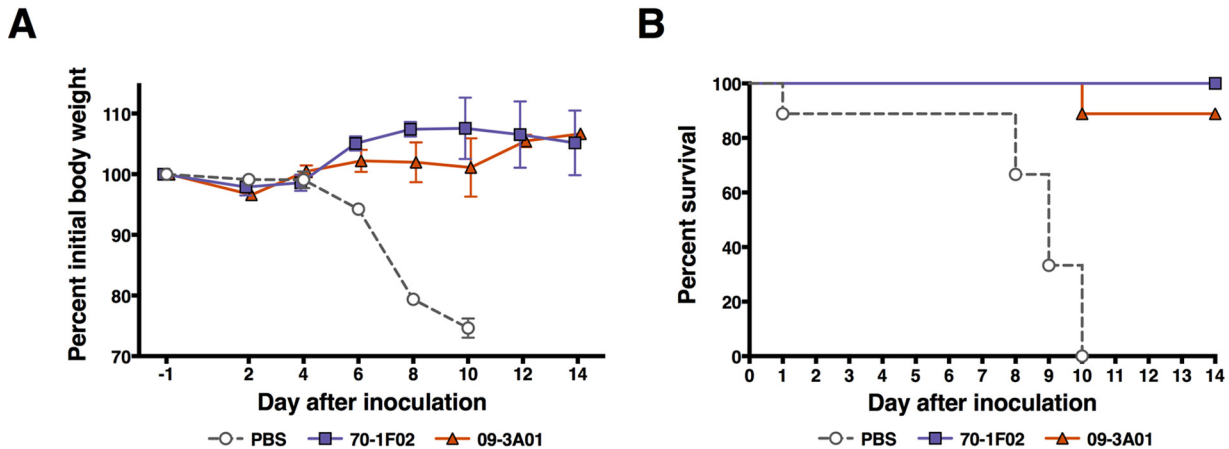 A
Percent initial body weight
110
100
90
80
70
-1 2 4 6 8 10 12 14
Day after inoculation
PBS 70-1F02 09-3A01
B
Percent survival
100
80
60
40
20
0
0 1 2 3 4 5 6 7 8 9 10 11 12 13 14
Day after inoculation
PBS 70-1F02 09-3A01